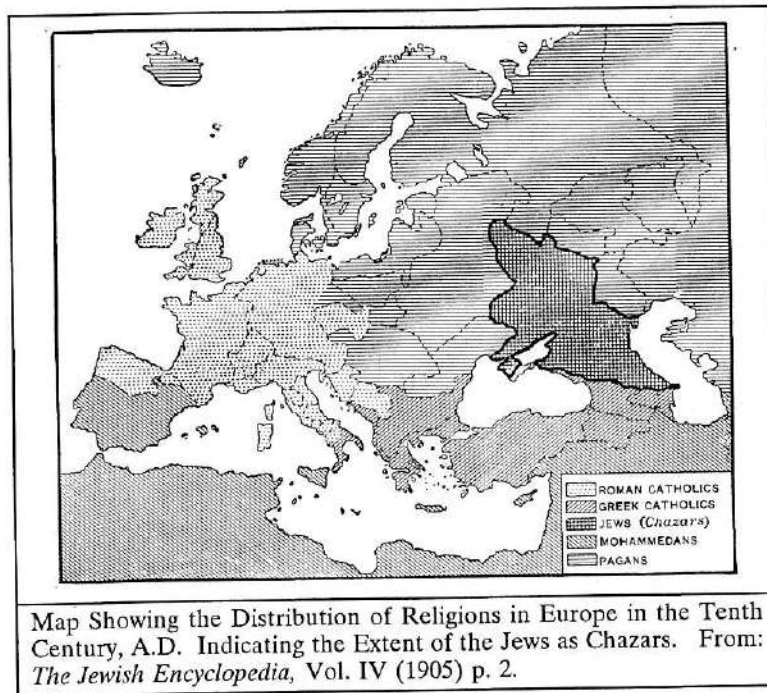 ROMAN CATHOLICS
GREEK CATHOLICS
JEWS (Chazars)
MOHAMMEDANS
PAGANS
Map Showing the Distribution of Religions in Europe in the Tenth
Century, A.D. Indicating the Extent of the Jews as Chazars. From:
The Jewish Encyclopedia, Vol. IV (1905) p. 2.